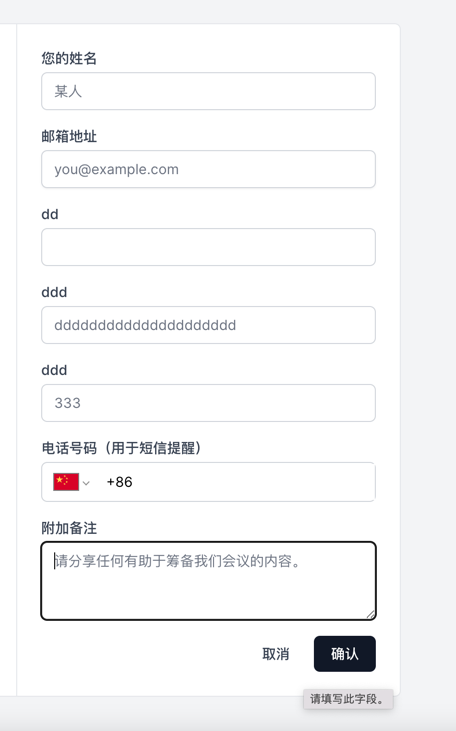 您的姓名
某人
邮箱地址
you@example.com
dd
ddd
ddddddddddddddddddddd
ddd
333
电话号码（用于短信提醒）
+86
附加备注
请分享任何有助于筹备我们会议的内容。
取消 确认
请填写此字段。